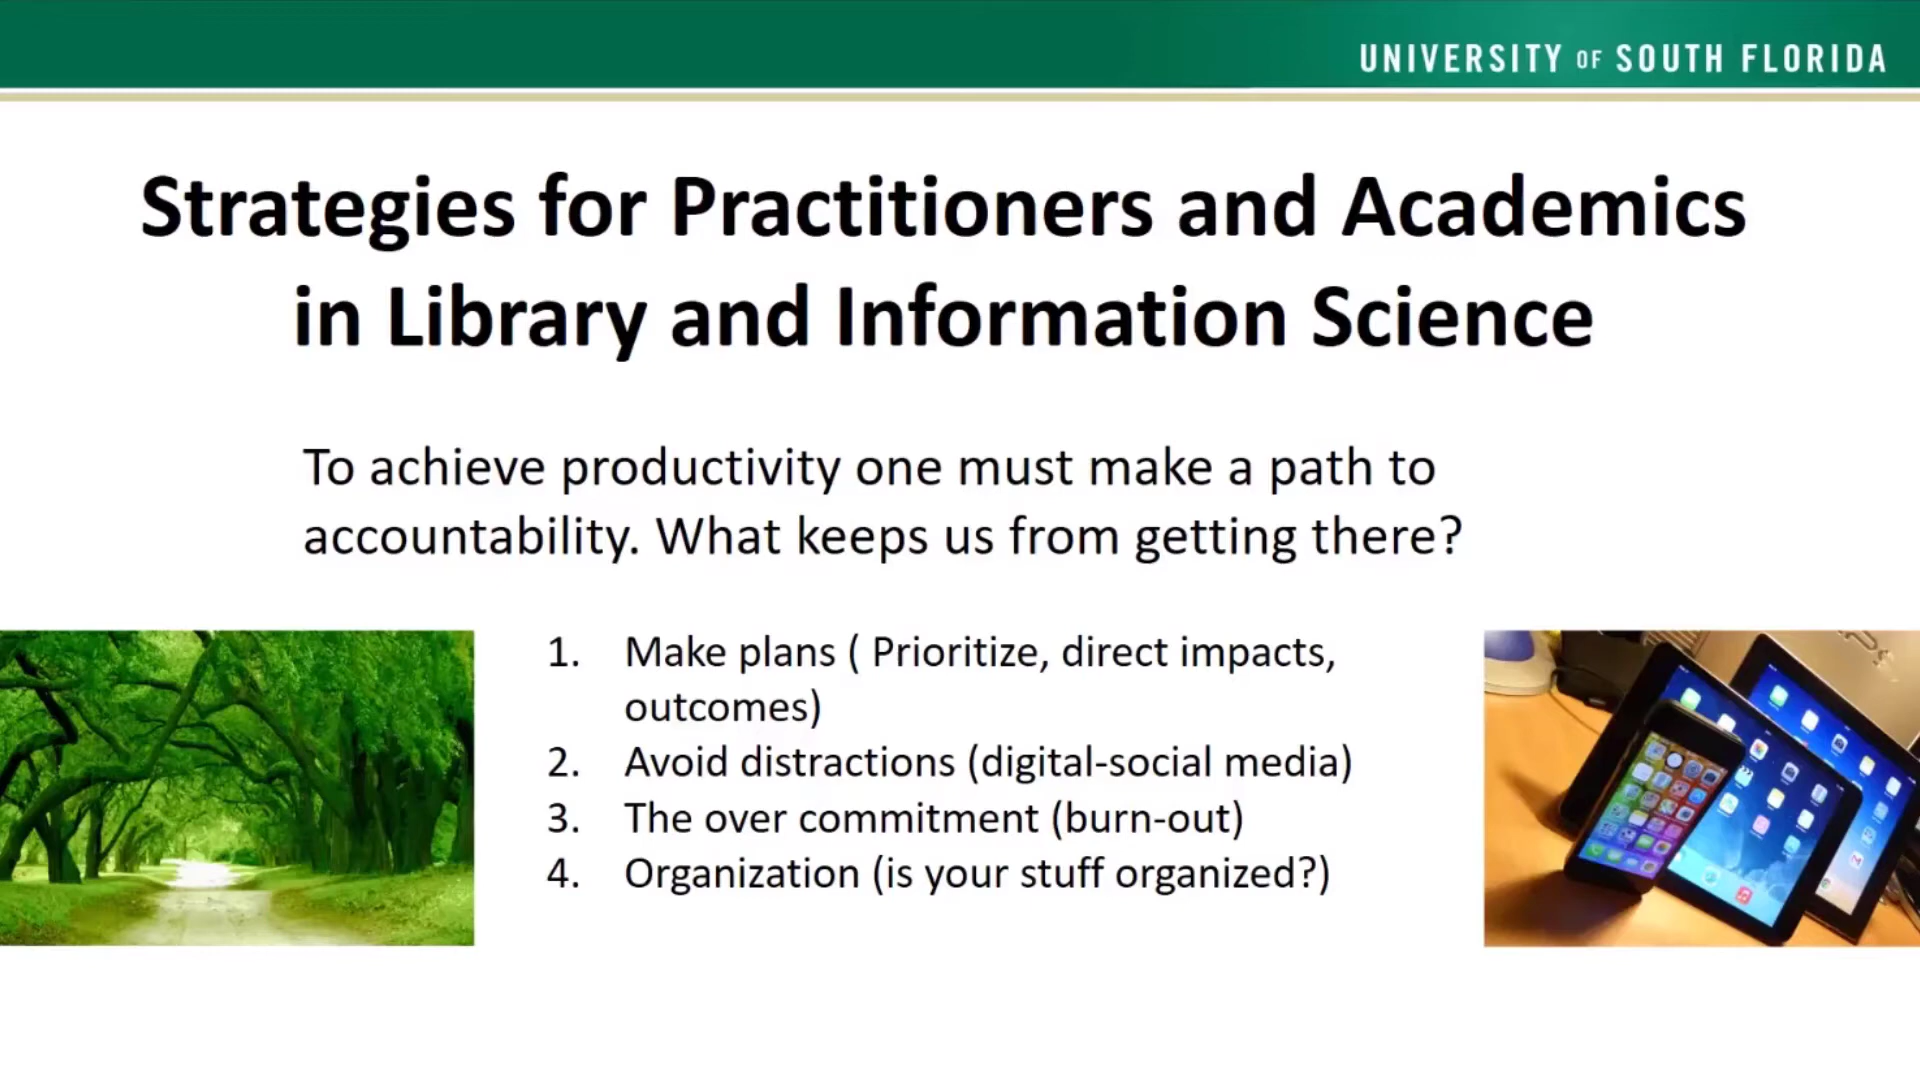 UNIVERSITY OF SOUTH FLORIDA
Strategies for Practitioners and Academics
in Library and Information Science
To achieve productivity one must make a path to
accountability. What keeps us from getting there?
1. Make plans ( Prioritize, direct impacts,
outcomes)
2. Avoid distractions (digital-social media)
3. The over commitment (burn-out)
4. Organization (is your stuff organized?)